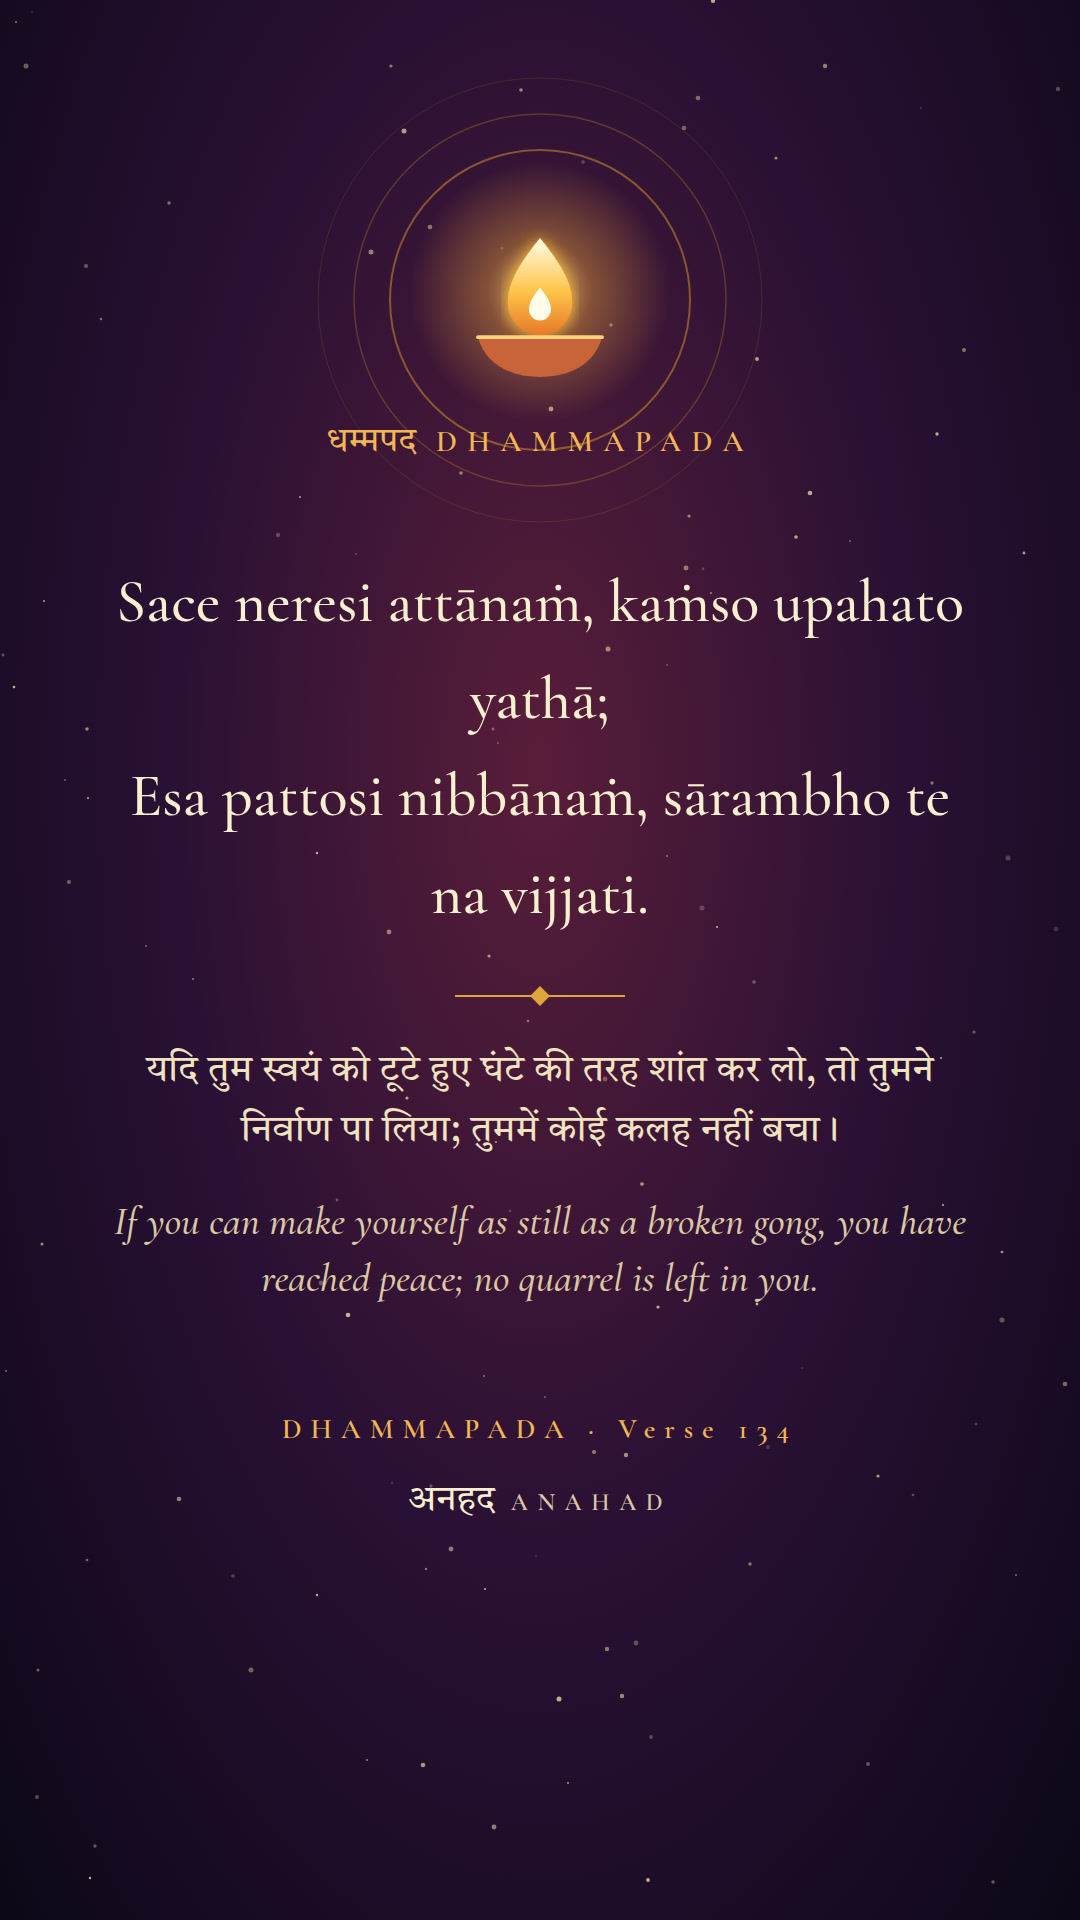 धम्मपद DHAMMAPADA
Sace neresi attānaṁ, kaṁso upahato
yathā;
Esa pattosi nibbānaṁ, sārambho te
na vijjati.
यदि तुम स्वयं को टूटे हुए घंटे की तरह शांत कर लो, तो तुमने
निर्वाण पा लिया; तुममें कोई कलह नहीं बचा।
If you can make yourself as still as a broken gong, you have
reached peace; no quarrel is left in you.
DHAMMAPADA · Verse 134
अनहद ANAHAD